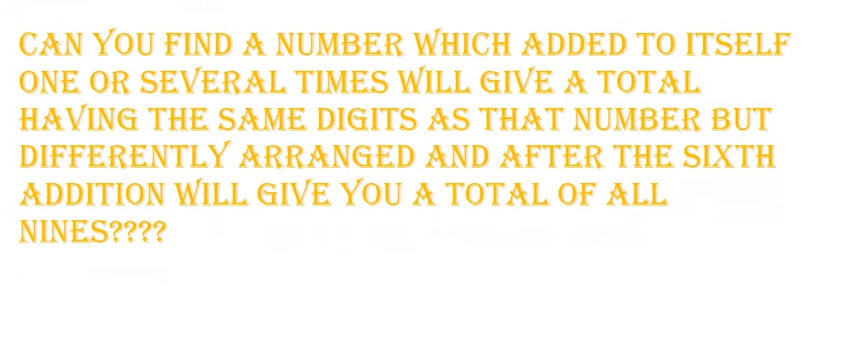 CAN YOU FIND A NUMBER WHICH ADDED TO ITSELF
ONE OR SEVERAL TIMES WILL GIVE A TOTAL
HAVING THE SAME DIGITS AS THAT NUMBER BUT
DIFFERENTLY ARRANGED AND AFTER THE SIXTH
ADDITION WILL GIVE YOU A TOTAL OF ALL
NINES????